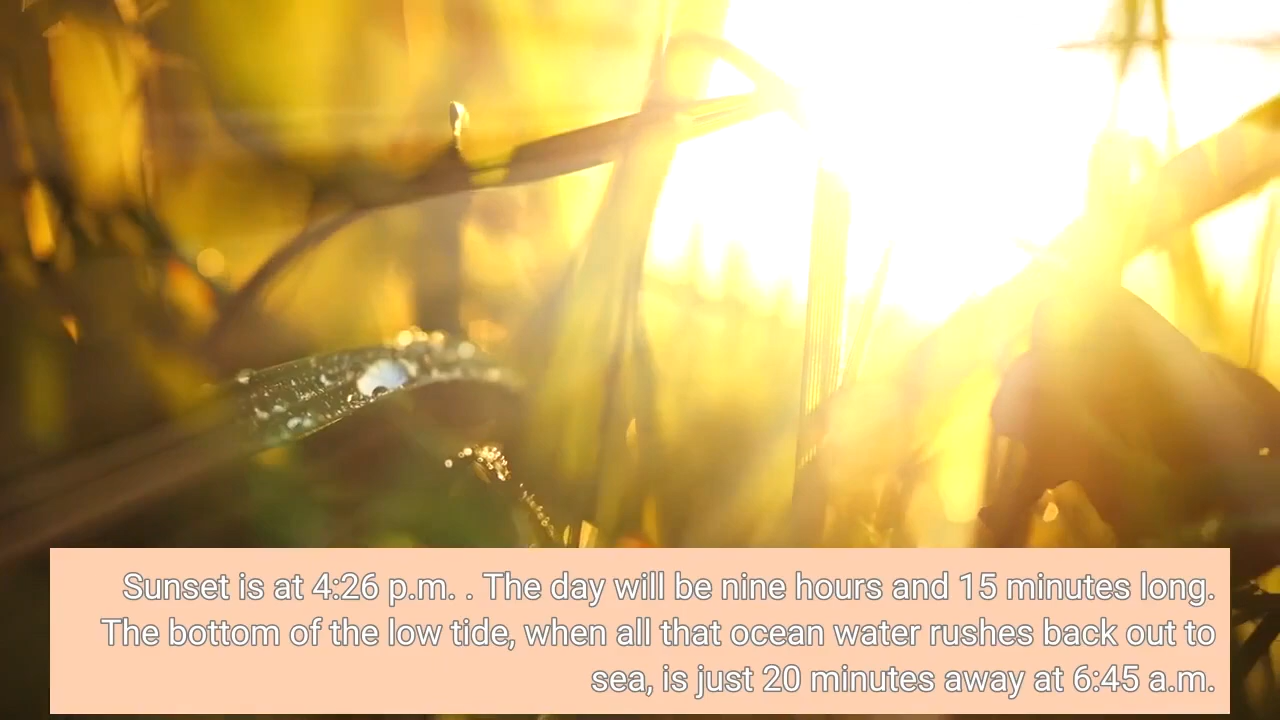 Sunset is at 4:26 p.m. . The day will be nine hours and 15 minutes long.
The bottom of the low tide, when all that ocean water rushes back out to
sea, is just 20 minutes away at 6:45 a.m.